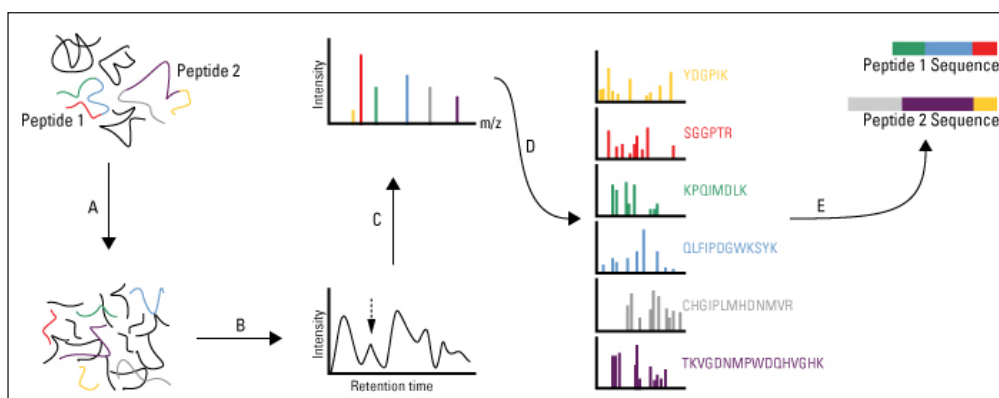 Peptide 2
Peptide 1
A
B
Intensity
Retention time
C
Intensity
m/z
D
YDGPiK
SGGPTR
KPQIMDLK
QLFIPDGWKSYK
CHGIPLMHDNMVR
TKVGDNMPWDQHVGHK
E
Peptide 1 Sequence
Peptide 2 Sequence